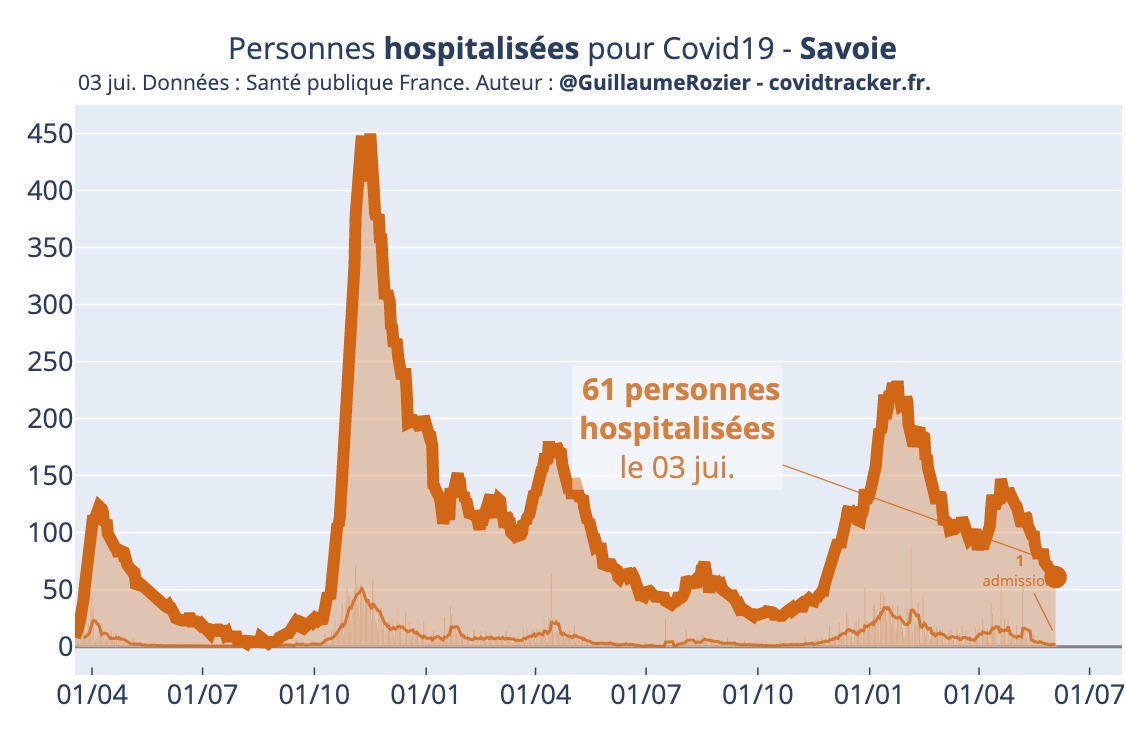 Personnes hospitalisées pour Covid19 - Savoie
03 jui. Données : Santé publique France. Auteur : @GuillaumeRozier - covidtracker.fr.
450
400
350
300
250
200
150
100
50
0
61 personnes
hospitalisées
le 03 jui.
1
admissio
01/04 01/07 01/10 01/01 01/04 01/07 01/10 01/01 01/04 01/07